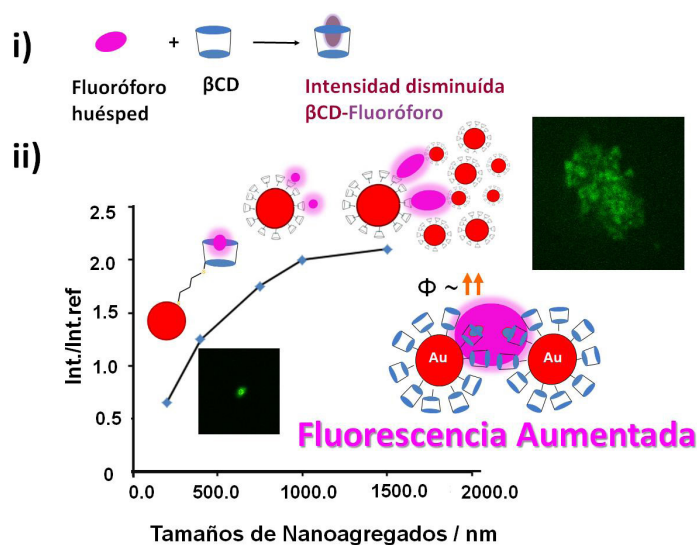 i)
+
Fluoróforo
huésped
βCD
Intensidad disminuída
βCD-Fluoróforo
ii)
2.5
2.0
1.5
1.0
0.5
0
Int./Int.ref
Φ ~
Au
Au
Fluorescencia Aumentada
0.0
500.0
1000.0
1500.0
2000.0
Tamaños de Nanoagregados / nm